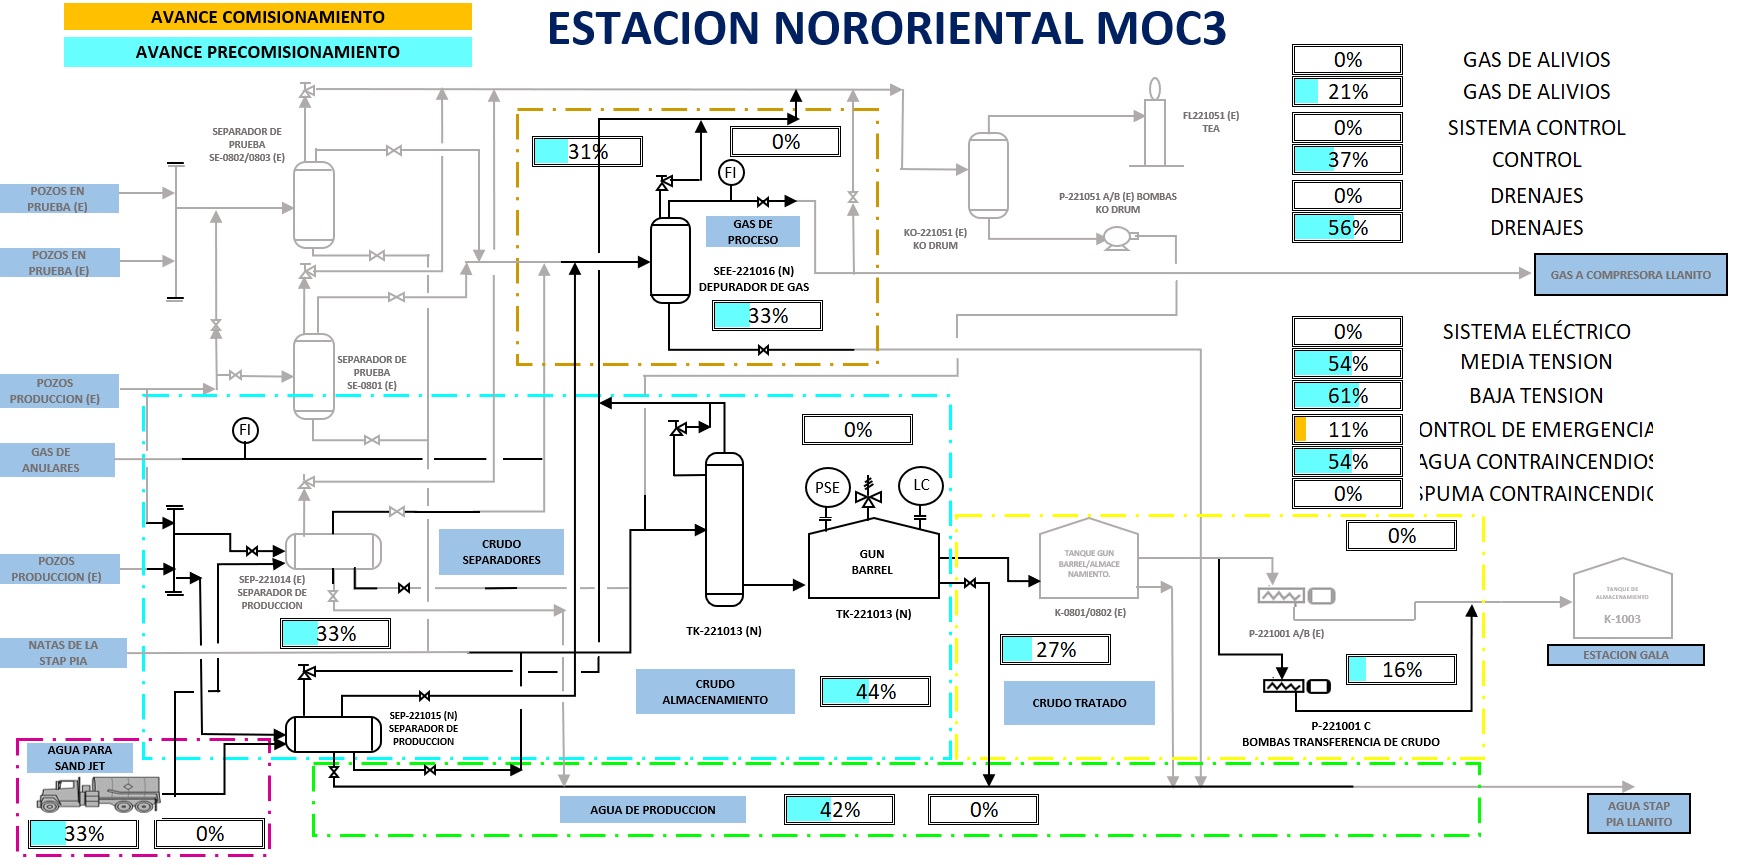 AVANCE COMISIONAMIENTO
AVANCE PRECOMISIONAMIENTO
ESTACION NORORIENTAL MOC3
0% GAS DE ALIVIOS
21% GAS DE ALIVIOS
0% SISTEMA CONTROL
37% CONTROL
0% DRENAJES
56% DRENAJES
GAS A COMPRESORA LLANITO
0% SISTEMA ELÉCTRICO
54% MEDIA TENSION
61% BAJA TENSION
11% ONTROL DE EMERGENCIA
54% AGUA CONTRAINCENDIOS
0% SPUMA CONTRAINCENDIO
SEPARADOR DE
PRUEBA
SE-0802/0803 (E)
POZOS EN
PRUEBA (E)
POZOS EN
PRUEBA (E)
31%
0%
FI
GAS DE
PROCESO
SEE-221016 (N)
DEPURADOR DE GAS
33%
FL221051 (E)
TEA
P-221051 A/B (E) BOMBAS
KO DRUM
KO-221051 (E)
KO DRUM
SEPARADOR DE
PRUEBA
SE-0801 (E)
POZOS
PRODUCCION (E)
FI
GAS DE
ANULARES
0%
PSE
LC
GUN
BARREL
TK-221013 (N)
TK-221013 (N)
CRUDO
SEPARADORES
POZOS
PRODUCCION (E)
SEP-221014 (E)
SEPARADOR DE
PRODUCCION
33%
NATAS DE LA
STAP PIA
CRUDO
ALMACENAMIENTO
44%
SEP-221015 (N)
SEPARADOR DE
PRODUCCION
0%
TANQUE GUN
BARREL/ALMACE
NAMIENTO.
K-0801/0802 (E)
27%
CRUDO TRATADO
P-221001 A/B (E)
16%
P-221001 C
BOMBAS TRANSFERENCIA DE CRUDO
TANQUE DE
ALMACENAMIENTO
K-1003
ESTACION GALA
AGUA PARA
SAND JET
33%
0%
AGUA DE PRODUCCION
42%
0%
AGUA STAP
PIA LLANITO